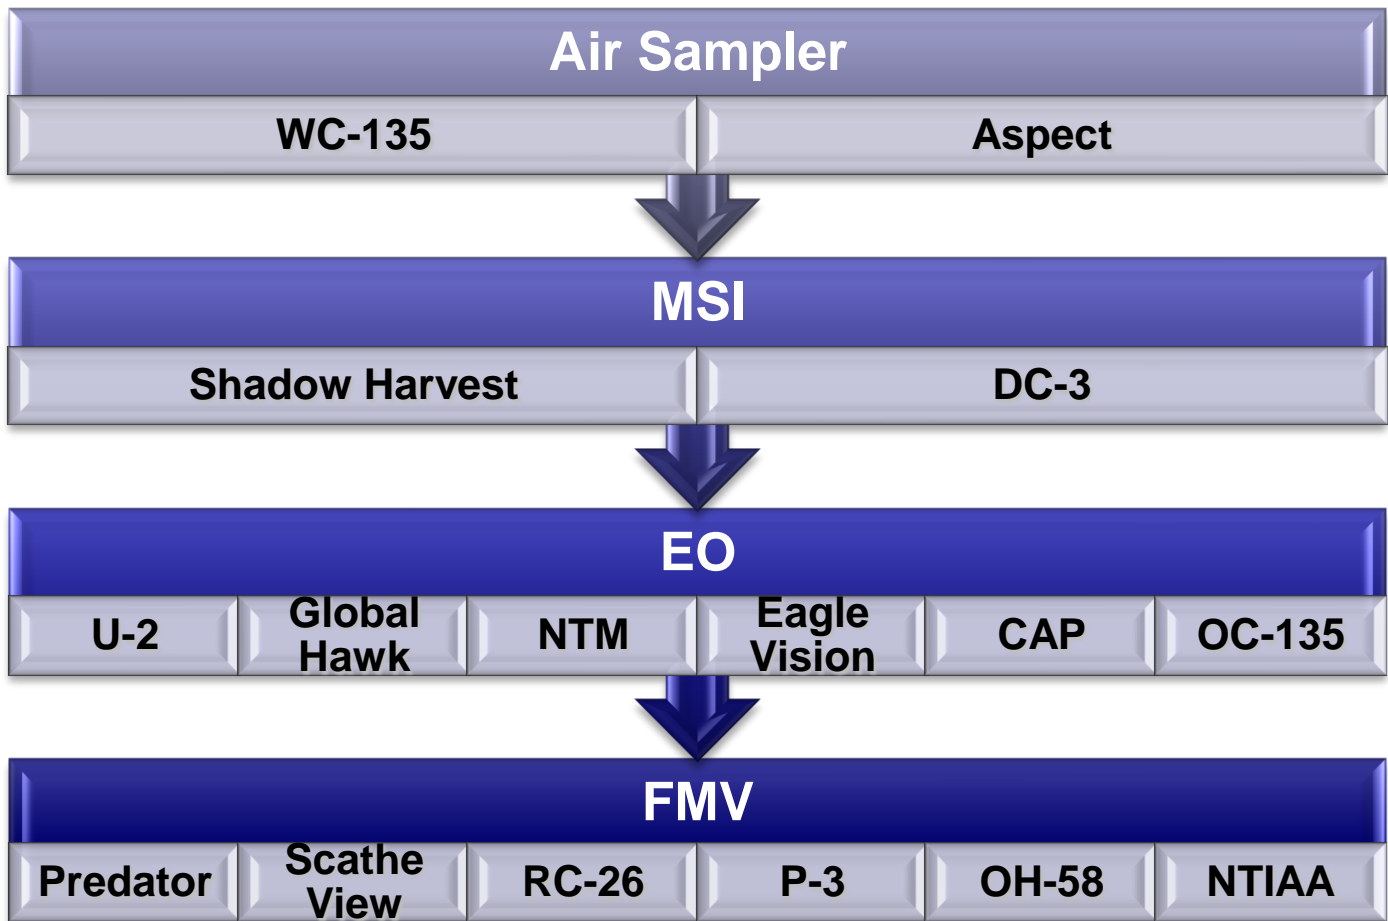 Air Sampler
WC-135
Aspect
MSI
Shadow Harvest
DC-3
EO
U-2
Global
Hawk
NTM
Eagle
Vision
CAP
OC-135
FMV
Predator
Scathe
View
RC-26
P-3
OH-58
NTIAA